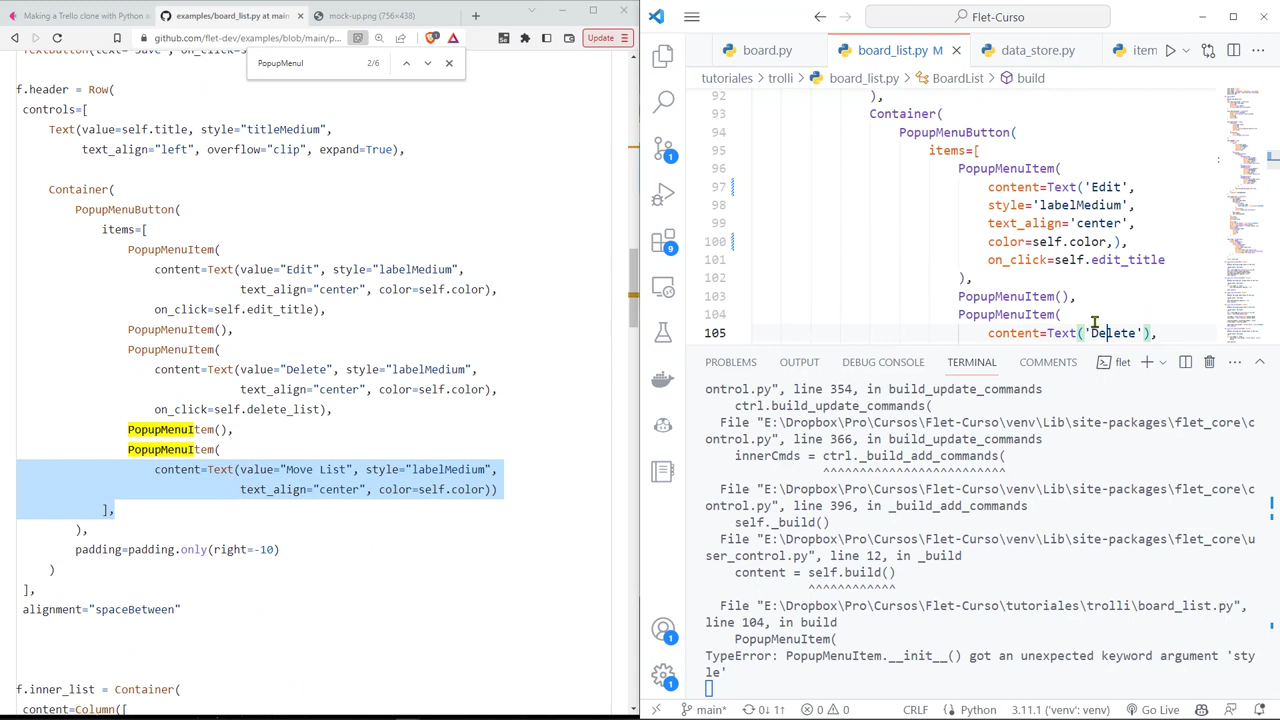 Making a Trello clone with Python
examples/board_list.py at main
mock-up.png (756×430)
github.com/flet-dev/examples/blob/main/p
Update
PopupMenuI
2/6
TextButton(text="Save", on_click=s
f.header = Row(
controls=[
Text(value=self.title, style="titleMedium",
text_align="left", overflow="clip", expand=True),
Container(
PopupMenuButton(
items=[
PopupMenuItem(
content=Text(value="Edit", style="labelMedium",
text_align="center", color=self.color),
on_click=self.edit_title),
PopupMenuItem(),
PopupMenuItem(
content=Text(value="Delete", style="labelMedium",
text_align="center", color=self.color),
on_click=self.delete_list),
PopupMenuItem(),
PopupMenuItem(
content=Text(value="Move List", style="labelMedium",
text_align="center", color=self.color))
],
),
padding=padding.only(right=-10)
)
],
alignment="spaceBetween"
f.inner_list = Container(
content=Column([
Flet-Curso
board.py
board_list.py M
data
item
tutoriales > trolli > board_list.py > BoardList > build
92 ),
93 Container(
94 PopupMenuButton(
95 items=[
96 PopupMenuItem(
97 content=Text('Edit',
98 style='labelMedium',
99 text_align='center',
100 color=self.color),
101 on_click=self.edit_title
102 ),
103 PopupMenuItem(),
104 PopupMenuItem(
105
PROBLEMS
OUTPUT
DEBUG CONSOLE
TERMINAL
COMMENTS
flet
ontrol.py", line 354, in build_update_commands
ctrl.build_update_commands(
File "E:\Dropbox\Pro\Cursos\Flet-Curso\venv\Lib\site-packages\flet_core\c
ontrol.py", line 366, in build_update_commands
innerCmds = ctrl._build_add_commands(
^^^^^^^^^^^^^^^^^^^^^^^^^
File "E:\Dropbox\Pro\Cursos\Flet-Curso\venv\Lib\site-packages\flet_core\c
ontrol.py", line 396, in _build_add_commands
self._build()
File "E:\Dropbox\Pro\Cursos\Flet-Curso\venv\Lib\site-packages\flet_core\u
ser_control.py", line 12, in _build
content = self.build()
^^^^^^^^^^^^
File "E:\Dropbox\Pro\Cursos\Flet-Curso\tutoriales\trolli\board_list.py",
line 104, in build
PopupMenuItem(
TypeError: PopupMenuItem.__init__() got an unexpected keyword argument 'sty
le'
main*
0↓ 1↑
0
0
CRLF
Python
3.11.1 (venv: venv)
Go Live